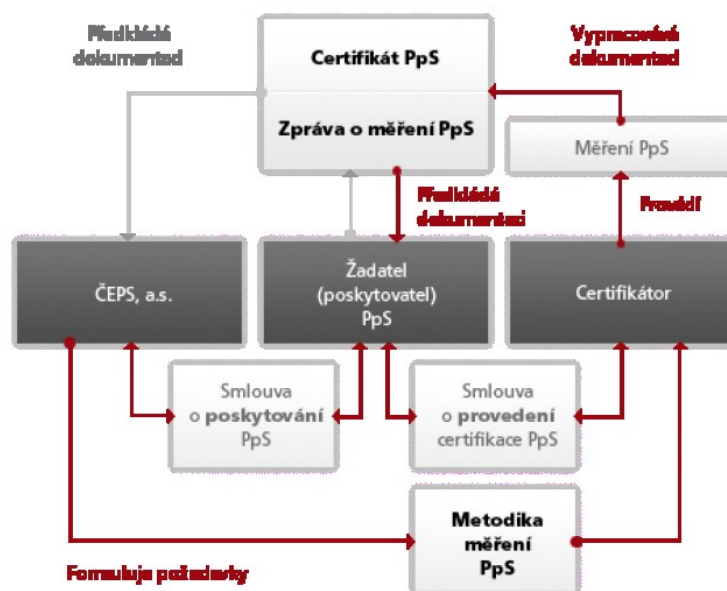 Předkládá
dokumentaci
Certifikát PpS
Zpráva o měření PpS
Vypracovává
dokumentaci
Měření PpS
Předkládá
dokumentaci
Provádí
ČEPS, a.s.
Žadatel
(poskytovatel)
PpS
Certifikátor
Smlouva
o poskytování
PpS
Smlouva
o provedení
certifikace PpS
Metodika
měření
PpS
Formuluje požadavky